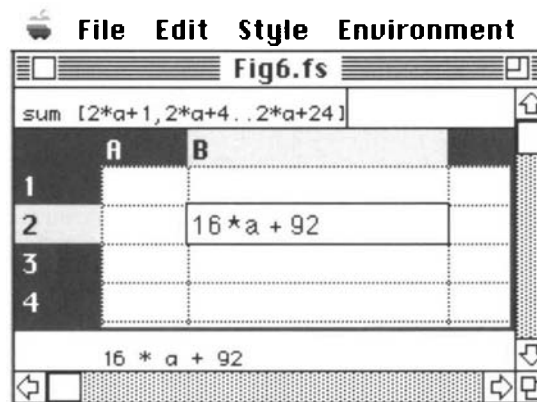 File Edit Style Environment
Fig6.fs
sum [2*a+1,2*a+4..2*a+24]
A B
1
2 16*a + 92
3
4
16 * a + 92